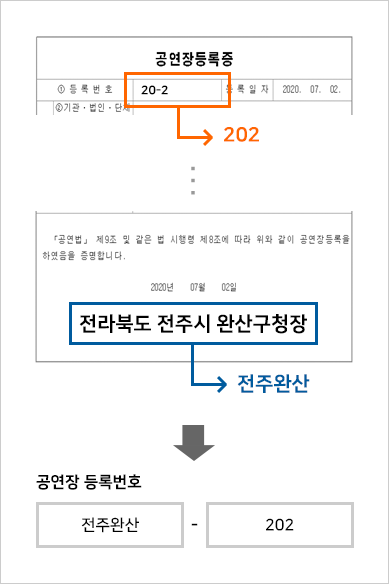 공연장등록증
① 등 록 번 호 20-2 등 록 일 자 2020. 07. 02.
②기관·법인·단체
202
「공연법」 제9조 및 같은 법 시행령 제8조에 따라 위와 같이 공연장등록을
하였음을 증명합니다.
2020년 07월 02일
전라북도 전주시 완산구청장
전주완산
공연장 등록번호
전주완산 - 202